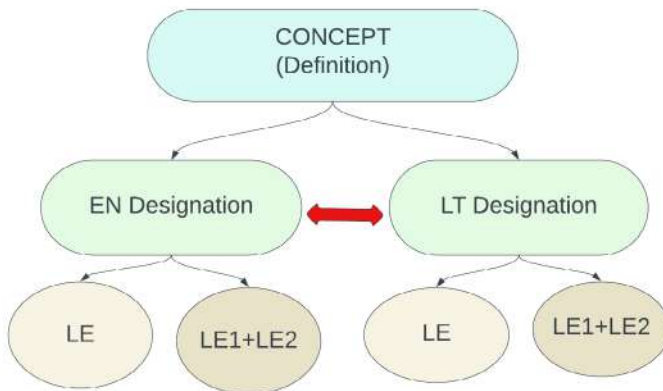 CONCEPT
(Definition)
EN Designation
LT Designation
LE
LE1+LE2
LE
LE1+LE2